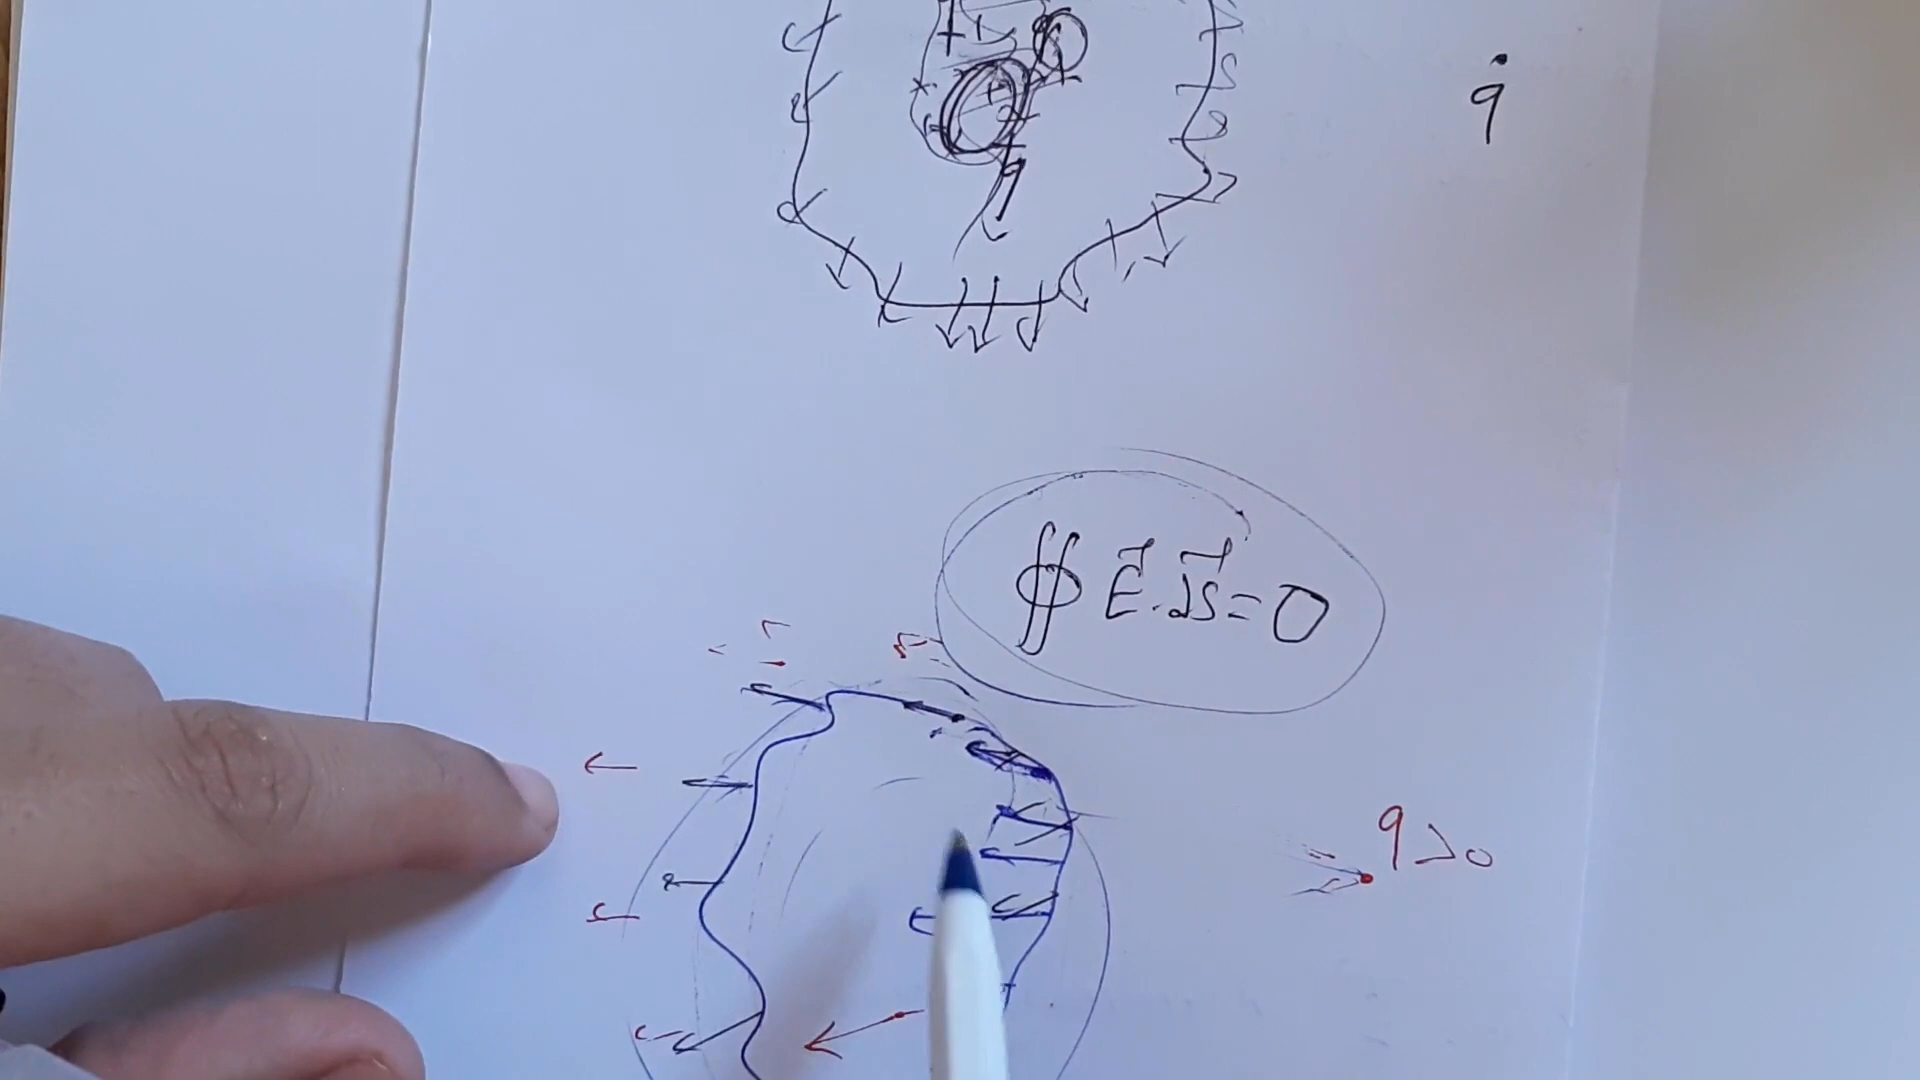 q
q
∯ E⃗ . dS⃗ = 0
q > 0